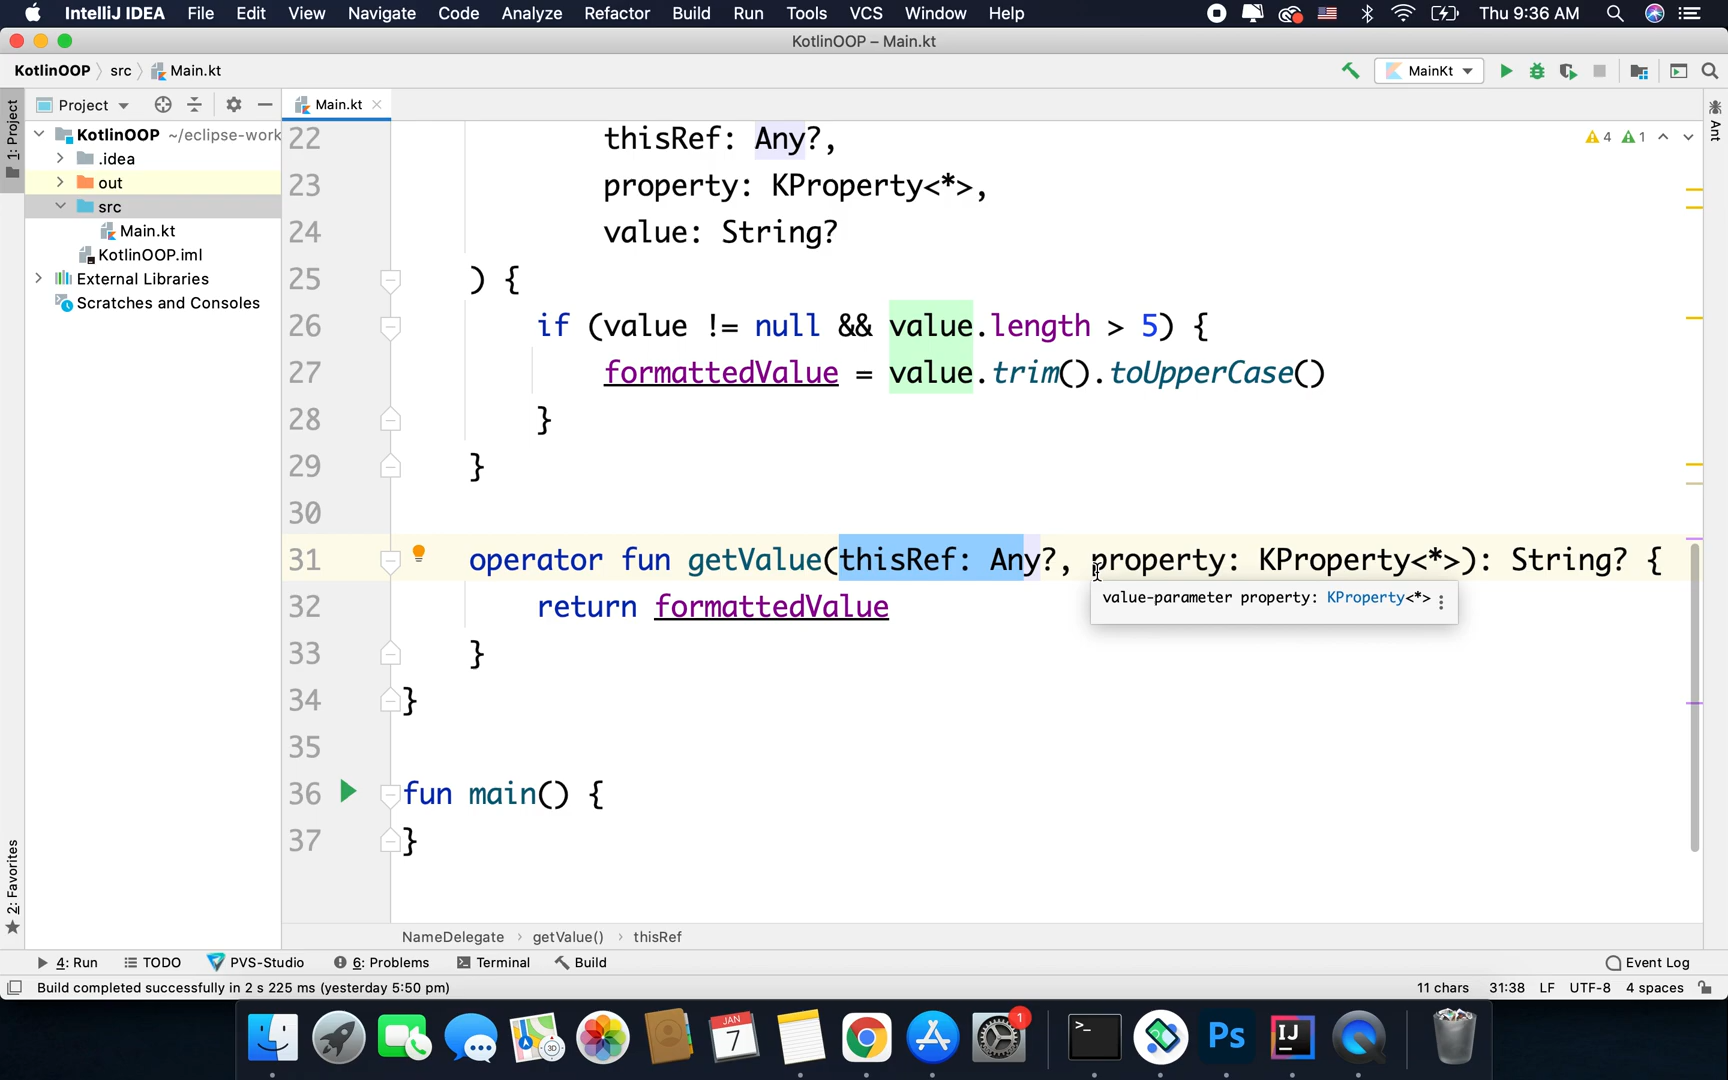 IntelliJ IDEA File Edit View Navigate Code Analyze Refactor Build Run Tools VCS Window Help Thu 9:36 AM
KotlinOOP – Main.kt
KotlinOOP src Main.kt MainKt
1: Project Project Main.kt Ant
KotlinOOP ~/eclipse-work
.idea
out
src
Main.kt
KotlinOOP.iml
External Libraries
Scratches and Consoles
2: Favorites
4 1
22 thisRef: Any?,
23 property: KProperty<*>,
24 value: String?
25 ) {
26 if (value != null && value.length > 5) {
27 formattedValue = value.trim().toUpperCase()
28 }
29 }
30
31 operator fun getValue(thisRef: Any?, property: KProperty<*>): String? {
value-parameter property: KProperty<*>
32 return formattedValue
33 }
34 }
35
36 fun main() {
37 }
NameDelegate getValue() thisRef
4: Run TODO PVS-Studio 6: Problems Terminal Build Event Log
Build completed successfully in 2 s 225 ms (yesterday 5:50 pm) 11 chars 31:38 LF UTF-8 4 spaces
JAN
7
3D
1
>_
Ps
IJ